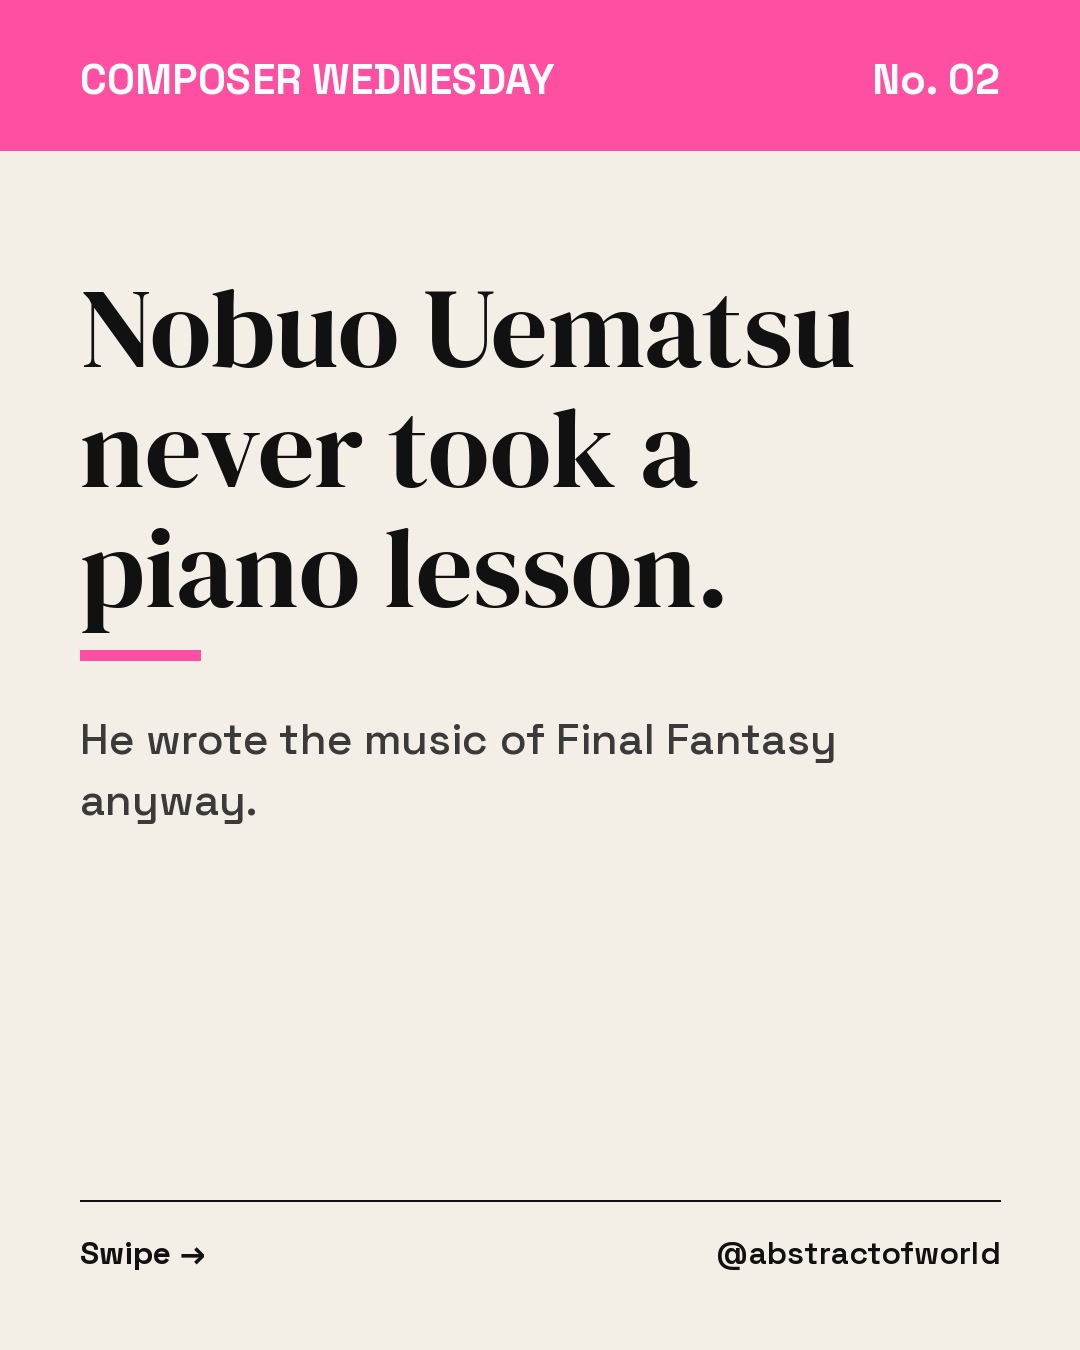 COMPOSER WEDNESDAY No. 02
Nobuo Uematsu
never took a
piano lesson.
He wrote the music of Final Fantasy
anyway.
Swipe → @abstractofworld